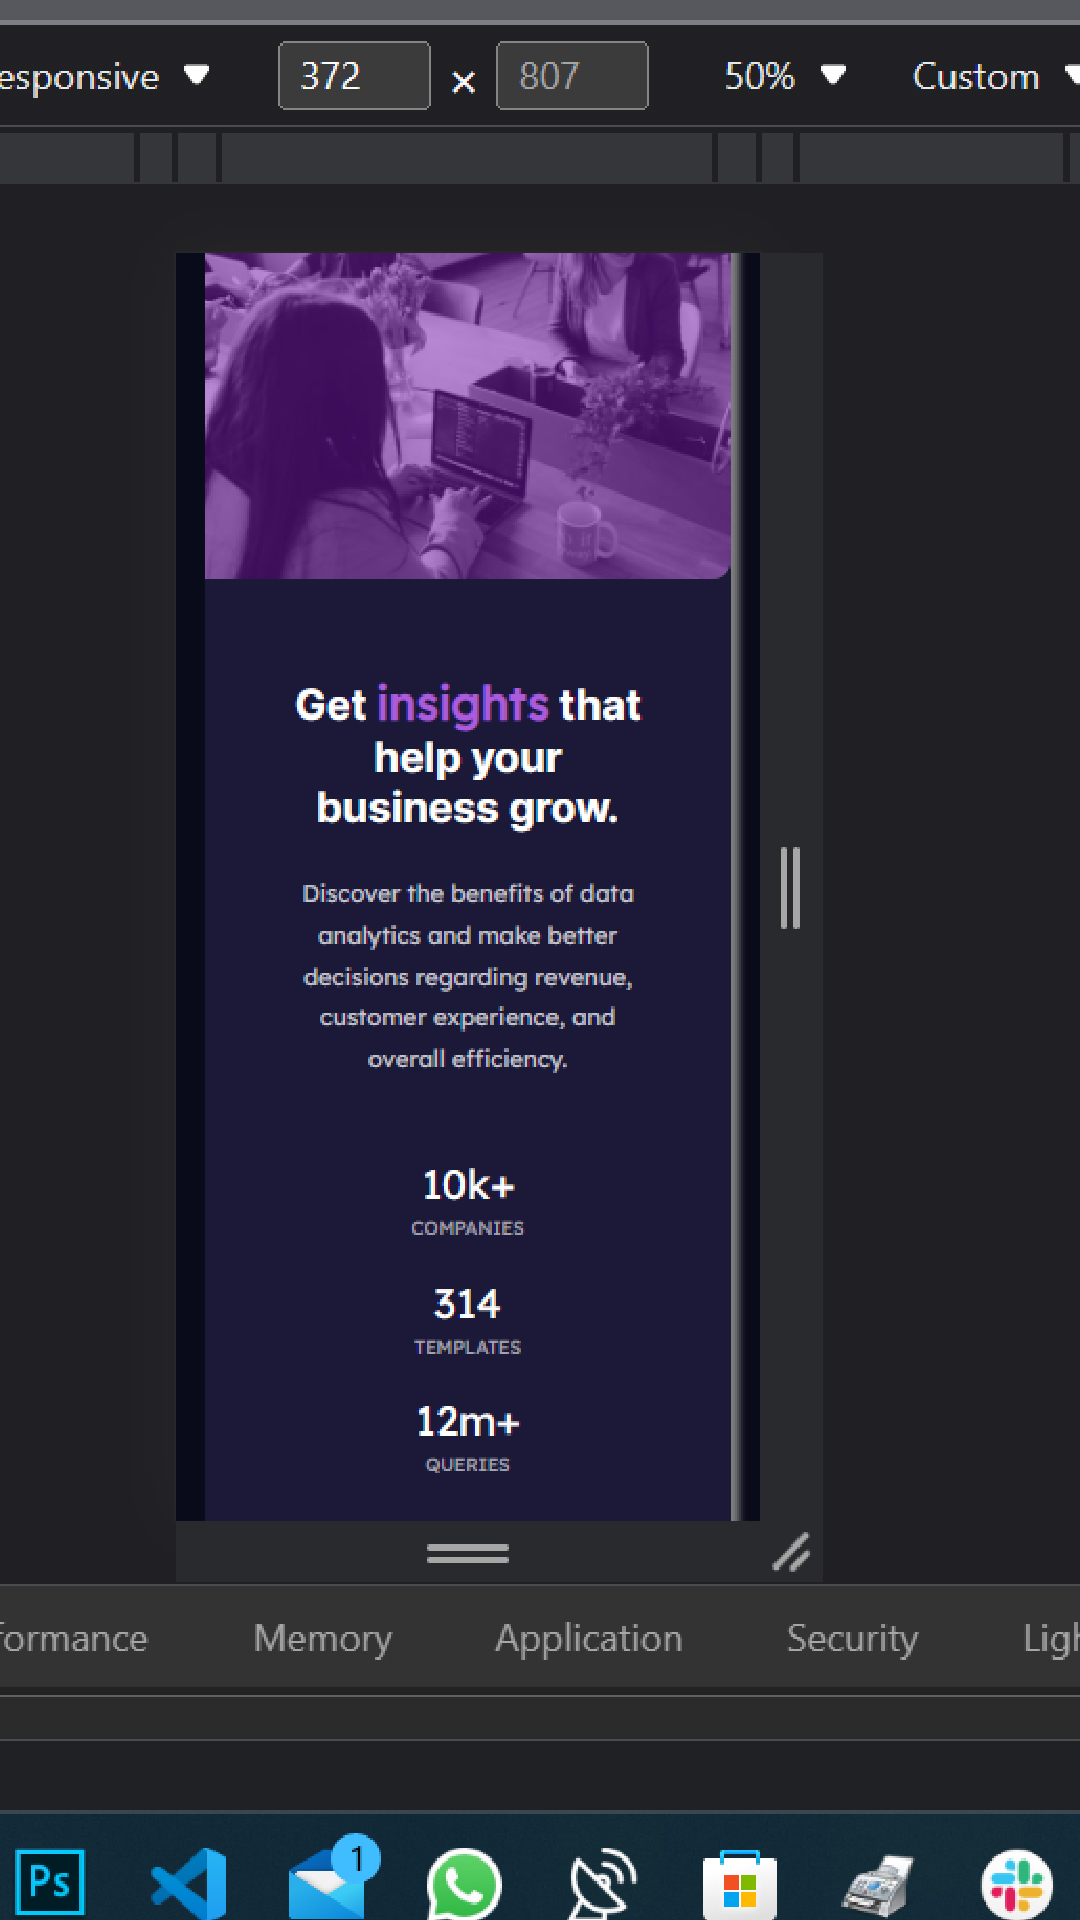 esponsive 372 × 807 50% Custom
Get insights that
help your
business grow.
Discover the benefits of data
analytics and make better
decisions regarding revenue,
customer experience, and
overall efficiency.
10k+
COMPANIES
314
TEMPLATES
12m+
QUERIES
formance Memory Application Security Ligh
Ps 1